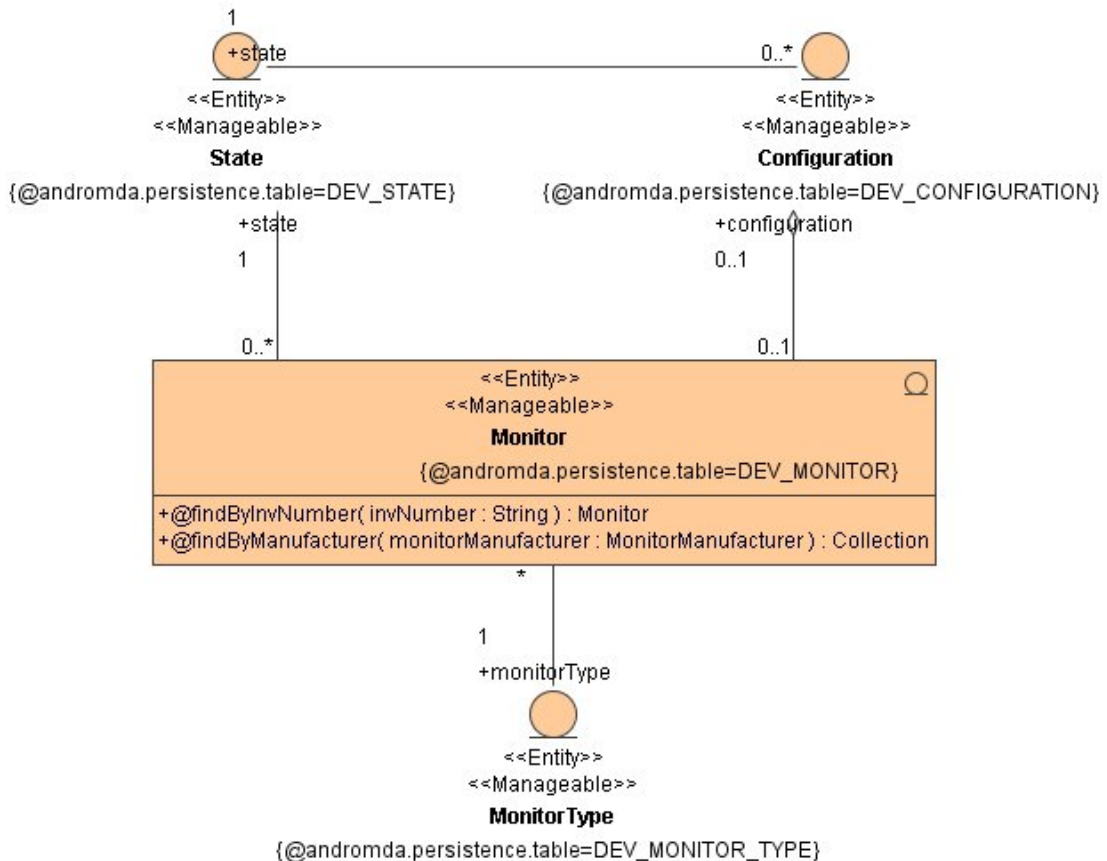 1
+state
0..*
<<Entity>>
<<Manageable>>
State
{@andromda.persistence.table=DEV_STATE}
<<Entity>>
<<Manageable>>
Configuration
{@andromda.persistence.table=DEV_CONFIGURATION}
+state
1
0..*
+configuration
0..1
0..1
<<Entity>>
<<Manageable>>
Monitor
{@andromda.persistence.table=DEV_MONITOR}
+@findByInvNumber( invNumber : String ) : Monitor
+@findByManufacturer( monitorManufacturer : MonitorManufacturer ) : Collection
*
1
+monitorType
<<Entity>>
<<Manageable>>
MonitorType
{@andromda.persistence.table=DEV_MONITOR_TYPE}